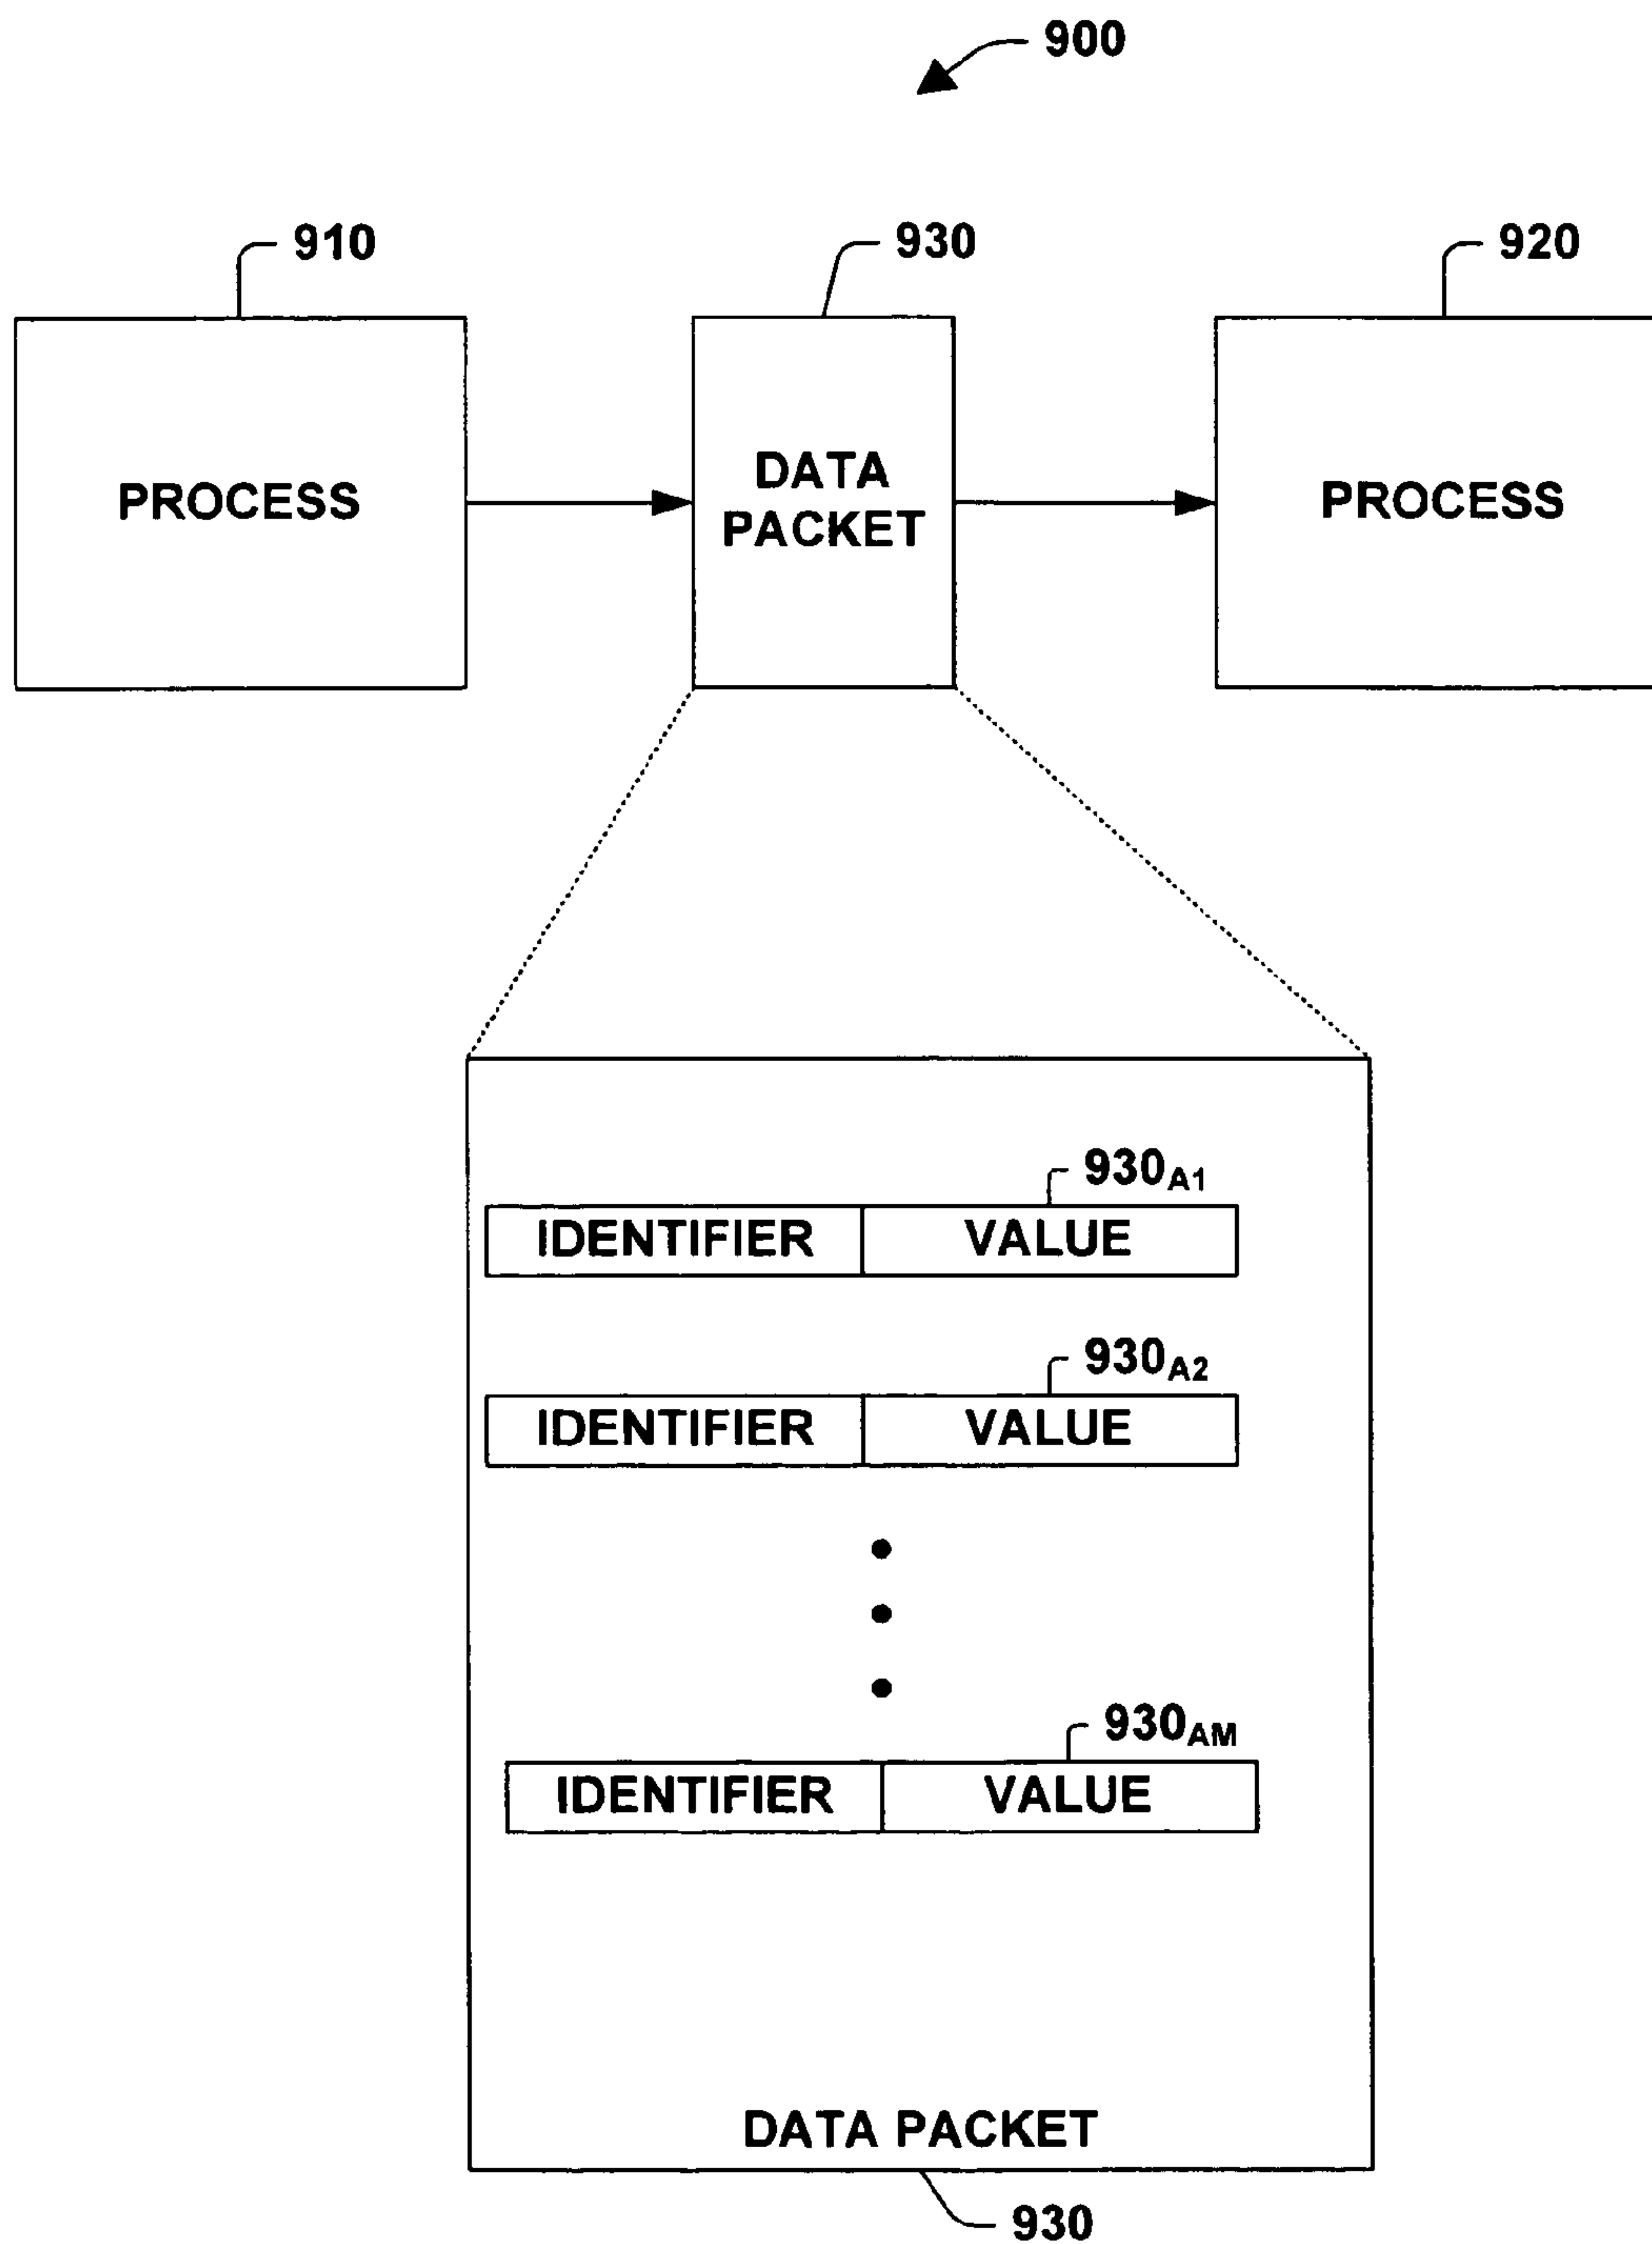 900
910
930
920
PROCESS
DATA
PACKET
PROCESS
930A1
IDENTIFIER VALUE
930A2
IDENTIFIER VALUE
930AM
IDENTIFIER VALUE
DATA PACKET
930